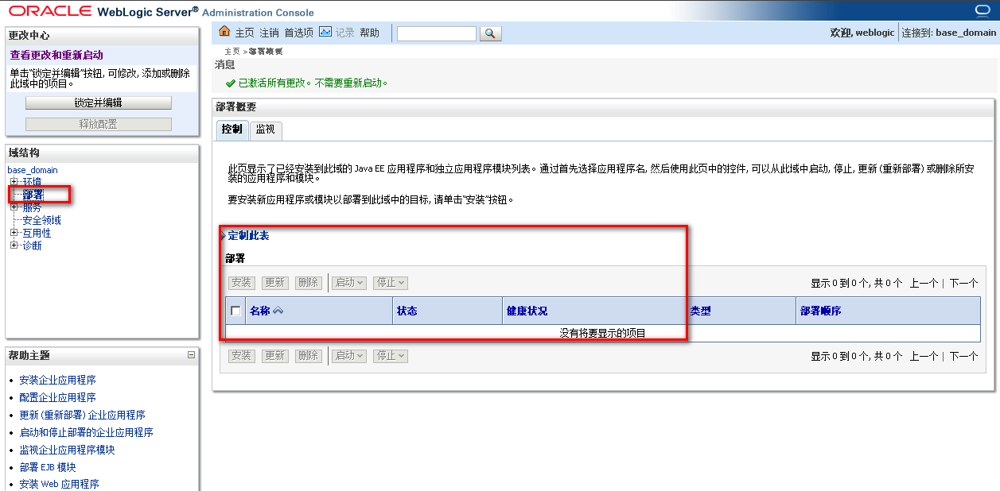 ORACLE WebLogic Server® Administration Console
更改中心
查看更改和重新启动
单击“锁定并编辑”按钮, 可修改, 添加或删除
此域中的项目。
锁定并编辑
释放配置
域结构
base_domain
环境
部署
服务
安全领域
互用性
诊断
帮助主题
安装企业应用程序
配置企业应用程序
更新 (重新部署) 企业应用程序
启动和停止部署的企业应用程序
监视企业应用程序模块
部署 EJB 模块
安装 Web 应用程序
主页 注销 首选项 记录 帮助
欢迎, weblogic 连接到: base_domain
主页 >部署概要
消息
已激活所有更改。不需要重新启动。
部署概要
控制 监视
此页显示了已经安装到此域的 Java EE 应用程序和独立应用程序模块列表。通过首先选择应用程序名, 然后使用此页中的控件, 可以从此域中启动, 停止, 更新 (重新部署) 或删除所安
装的应用程序和模块。
要安装新应用程序或模块以部署到此域中的目标, 请单击“安装”按钮。
定制此表
部署
安装 更新 删除 启动 停止 显示 0 到 0 个, 共 0 个 上一个 | 下一个
名称 状态 健康状况 类型 部署顺序
没有将要显示的项目
安装 更新 删除 启动 停止 显示 0 到 0 个, 共 0 个 上一个 | 下一个